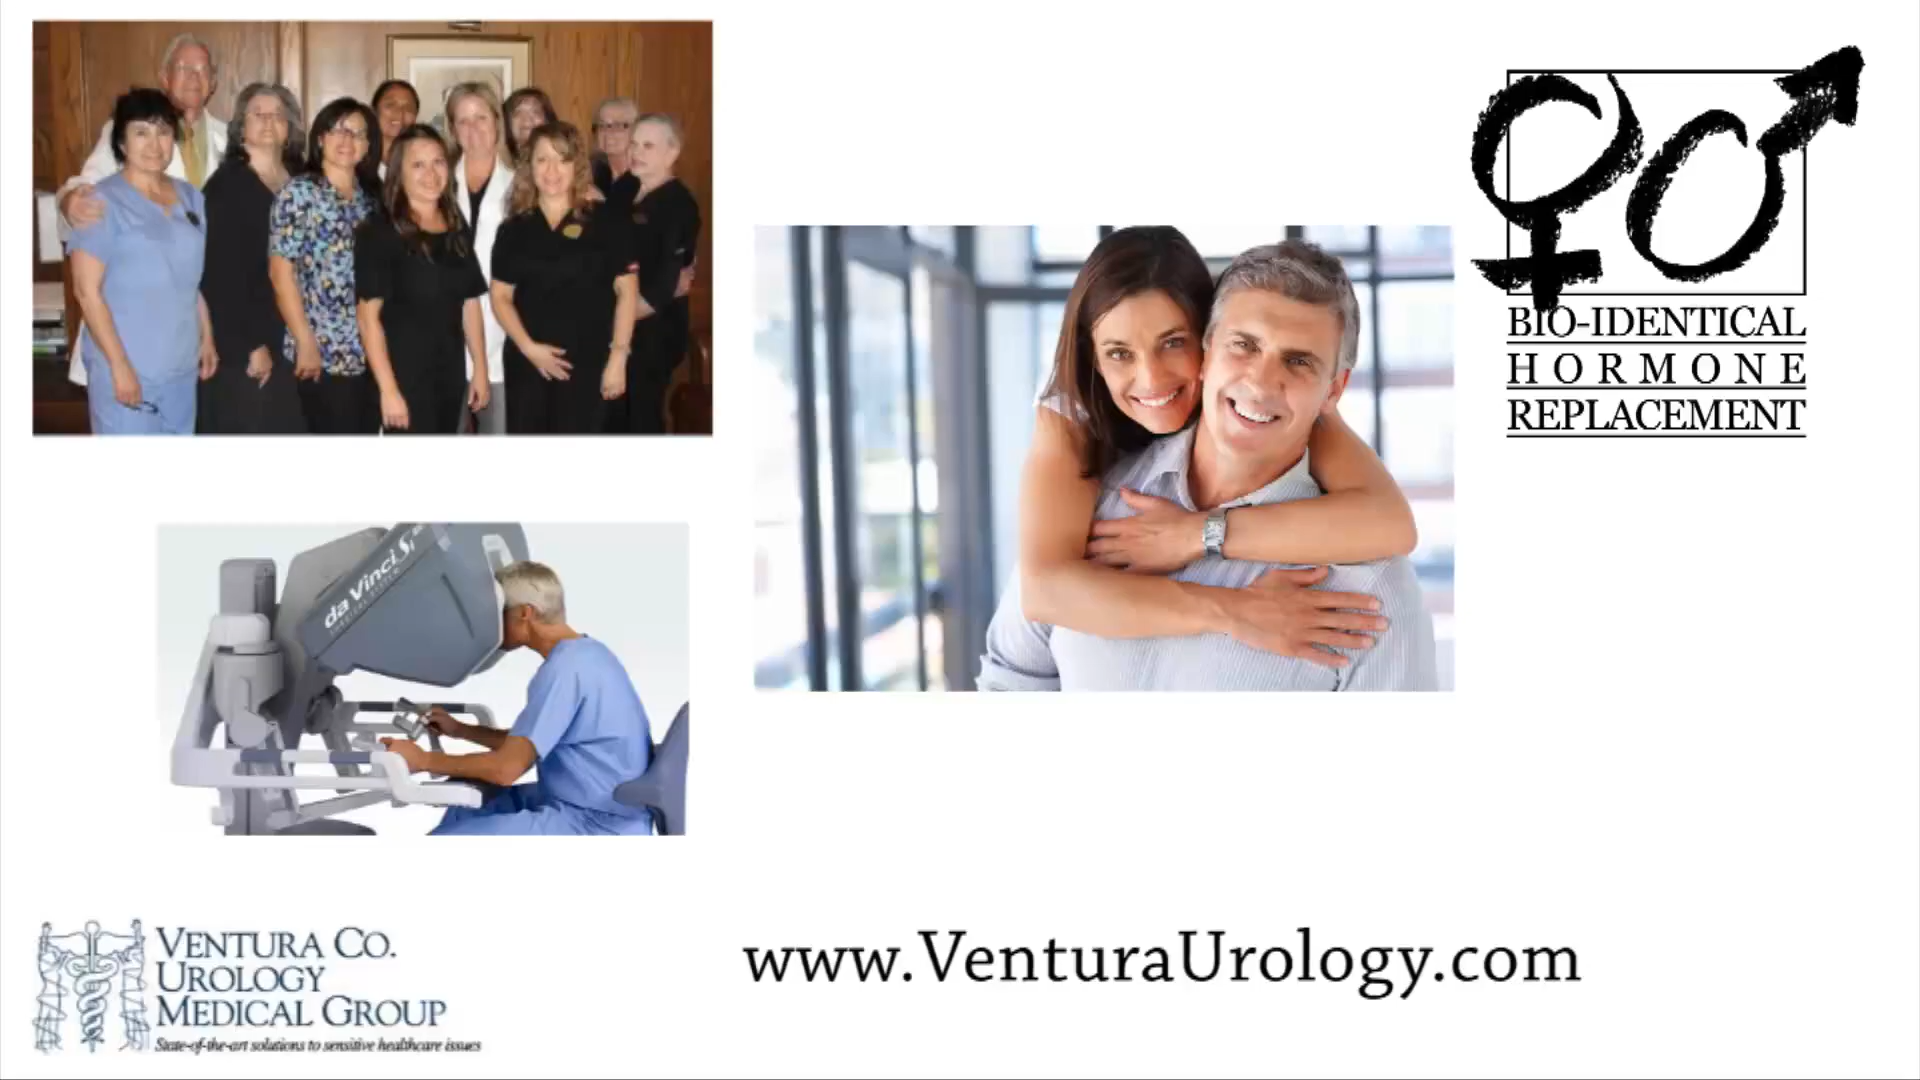 BIO-IDENTICAL
HORMONE
REPLACEMENT
da Vinci Si
VENTURA CO.
UROLOGY
MEDICAL GROUP
State-of-the-art solutions to sensitive healthcare issues
www.VenturaUrology.com